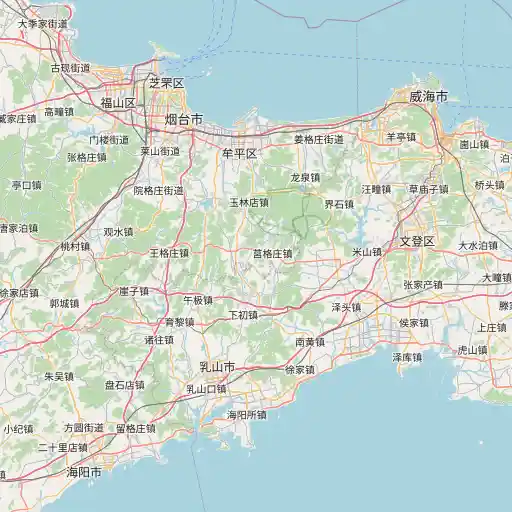 大季家街道
古现街道
芝罘区
威海市
福山区
高疃镇
臧家庄镇
烟台市
门楼街道
姜格庄街道
羊亭镇
崮山镇
张格庄镇
莱山街道
牟平区
龙泉镇
汪疃镇
草庙子镇
桥头镇
亭口镇
院格庄街道
玉林店镇
界石镇
唐家泊镇
观水镇
桃村镇
王格庄镇
莒格庄镇
米山镇
文登区
大水泊镇
徐家店镇
崖子镇
午极镇
张家产镇
大疃镇
郭城镇
育黎镇
下初镇
泽头镇
侯家镇
上庄镇
诸往镇
南黄镇
泽库镇
虎山镇
朱吴镇
乳山市
徐家镇
盘石店镇
乳山口镇
小纪镇
方圆街道
留格庄镇
海阳所镇
二十里店镇
海阳市